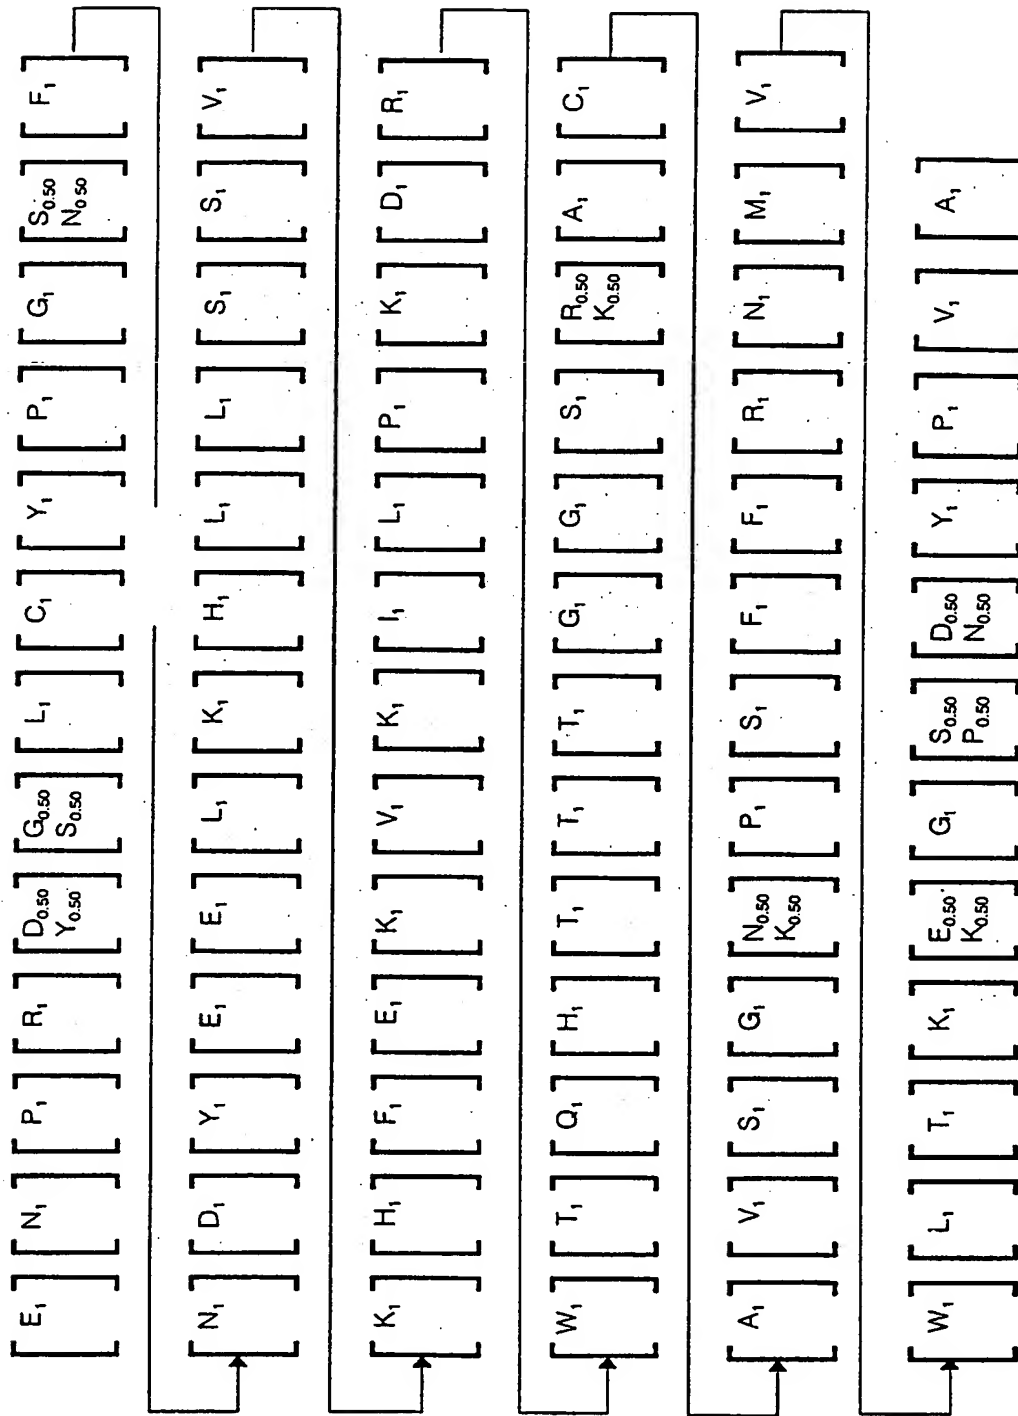 [E₁] [N₁] [P₁] [R₁] [D₀.₅₀ [G₀.₅₀ [L₁] [C₁] [Y₁] [P₁] [G₁] [S₀.₅₀ [F₁]
Y₀.₅₀] S₀.₅₀] N₀.₅₀]
[N₁] [D₁] [Y₁] [E₁] [E₁] [L₁] [K₁] [H₁] [L₁] [L₁] [S₁] [S₁] [V₁]
[K₁] [H₁] [F₁] [E₁] [K₁] [V₁] [K₁] [I₁] [L₁] [P₁] [K₁] [D₁] [R₁]
[W₁] [T₁] [Q₁] [H₁] [T₁] [T₁] [T₁] [G₁] [G₁] [S₁] [R₀.₅₀ [A₁] [C₁]
K₀.₅₀]
[A₁] [V₁] [S₁] [G₁] [N₀.₅₀ [P₁] [S₁] [F₁] [F₁] [R₁] [N₁] [M₁] [V₁]
K₀.₅₀]
[W₁] [L₁] [T₁] [K₁] [E₀.₅₀ [G₁] [S₀.₅₀ [D₀.₅₀ [Y₁] [P₁] [V₁] [A₁]
K₀.₅₀] P₀.₅₀] N₀.₅₀]